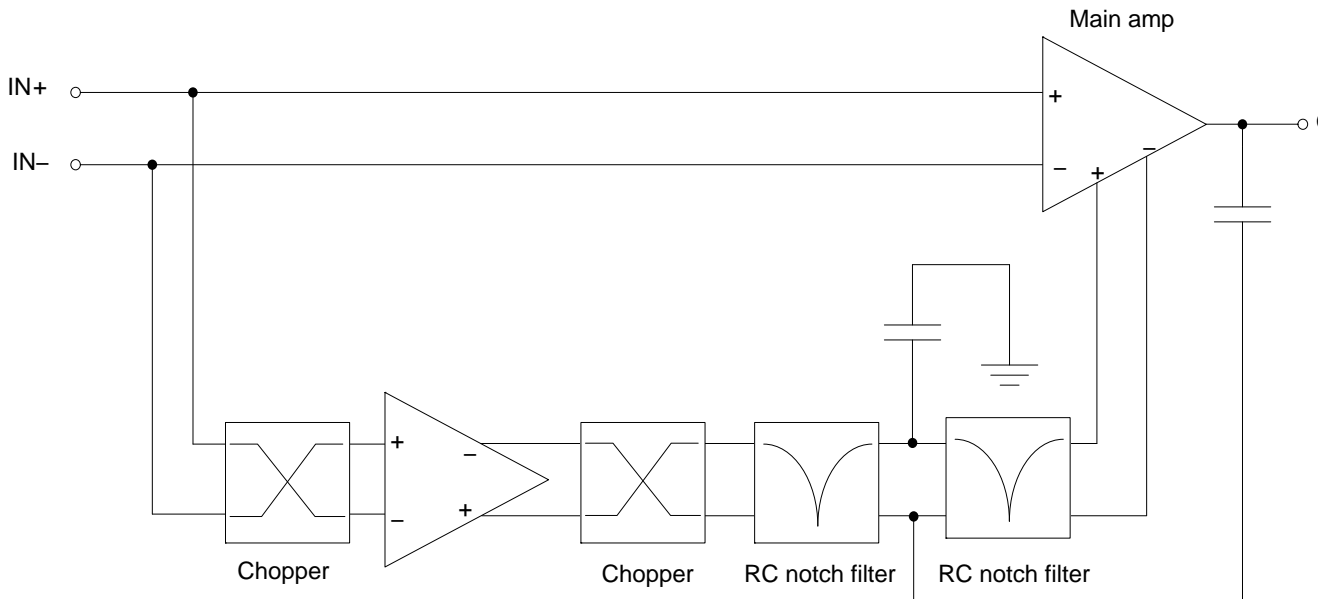 Main amp
IN+
IN−
+
−
+
−
+
−
−
+
Chopper
Chopper
RC notch filter
RC notch filter